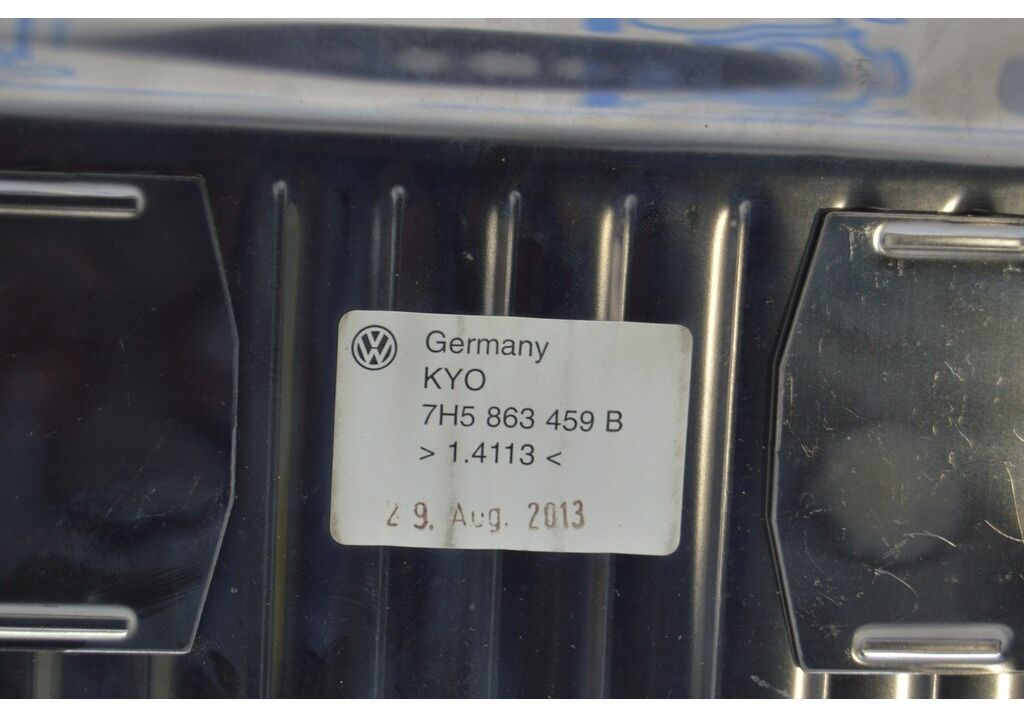 Germany
KYO
7H5 863 459 B
> 1.4113 <
29. Aug. 2013